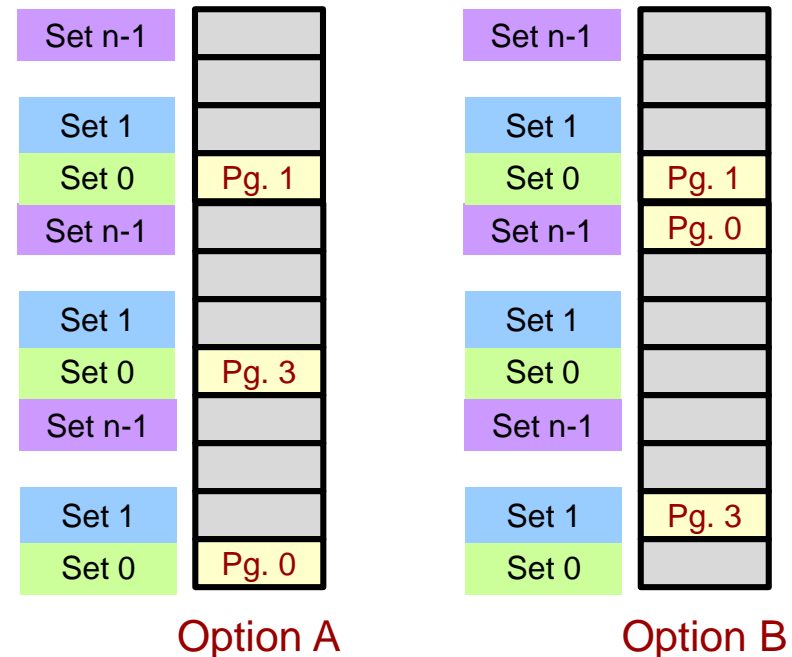 Set n-1
Set 1
Set 0 Pg. 1
Set n-1
Set 1
Set 0 Pg. 3
Set n-1
Set 1
Set 0 Pg. 0
Option A
Set n-1
Set 1
Set 0 Pg. 1
Set n-1 Pg. 0
Set 1
Set 0
Set n-1
Set 1 Pg. 3
Set 0
Option B